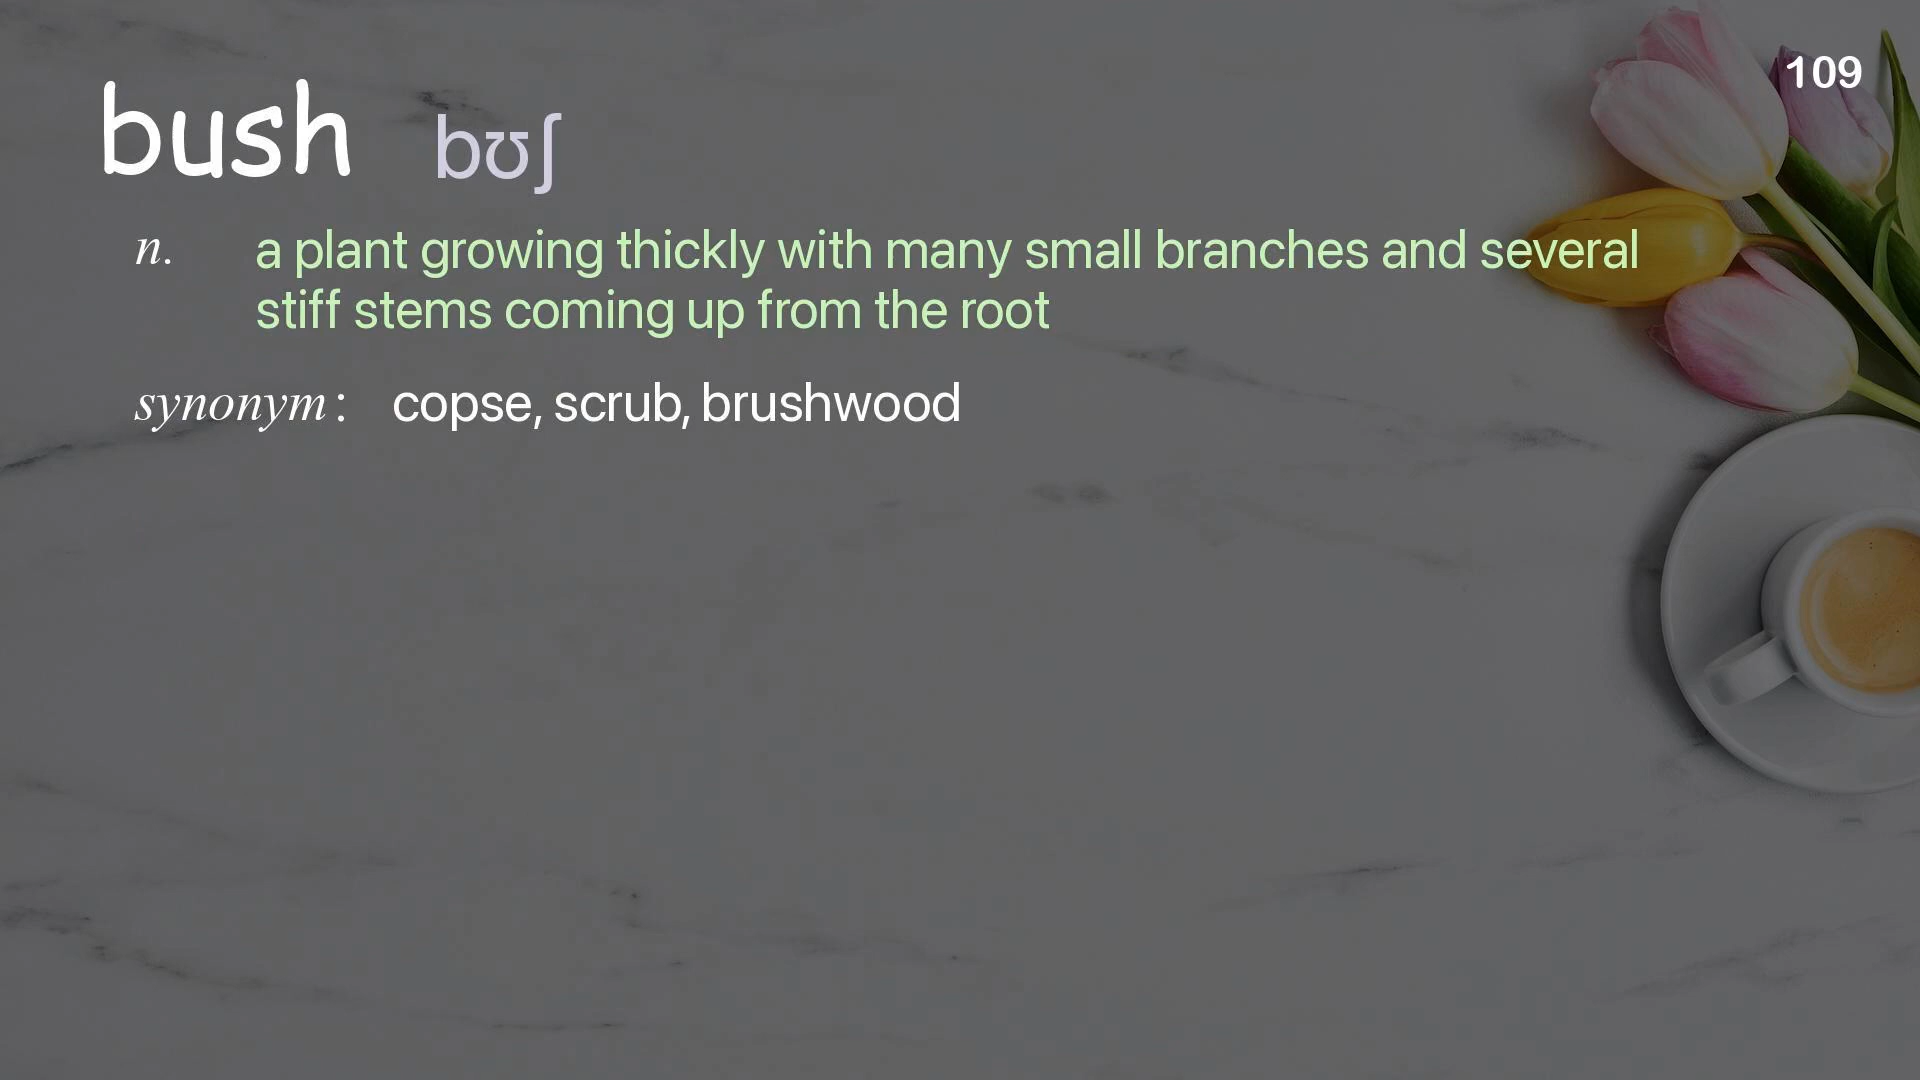 109
bush bʊʃ
n. a plant growing thickly with many small branches and several
stiff stems coming up from the root
synonym: copse, scrub, brushwood